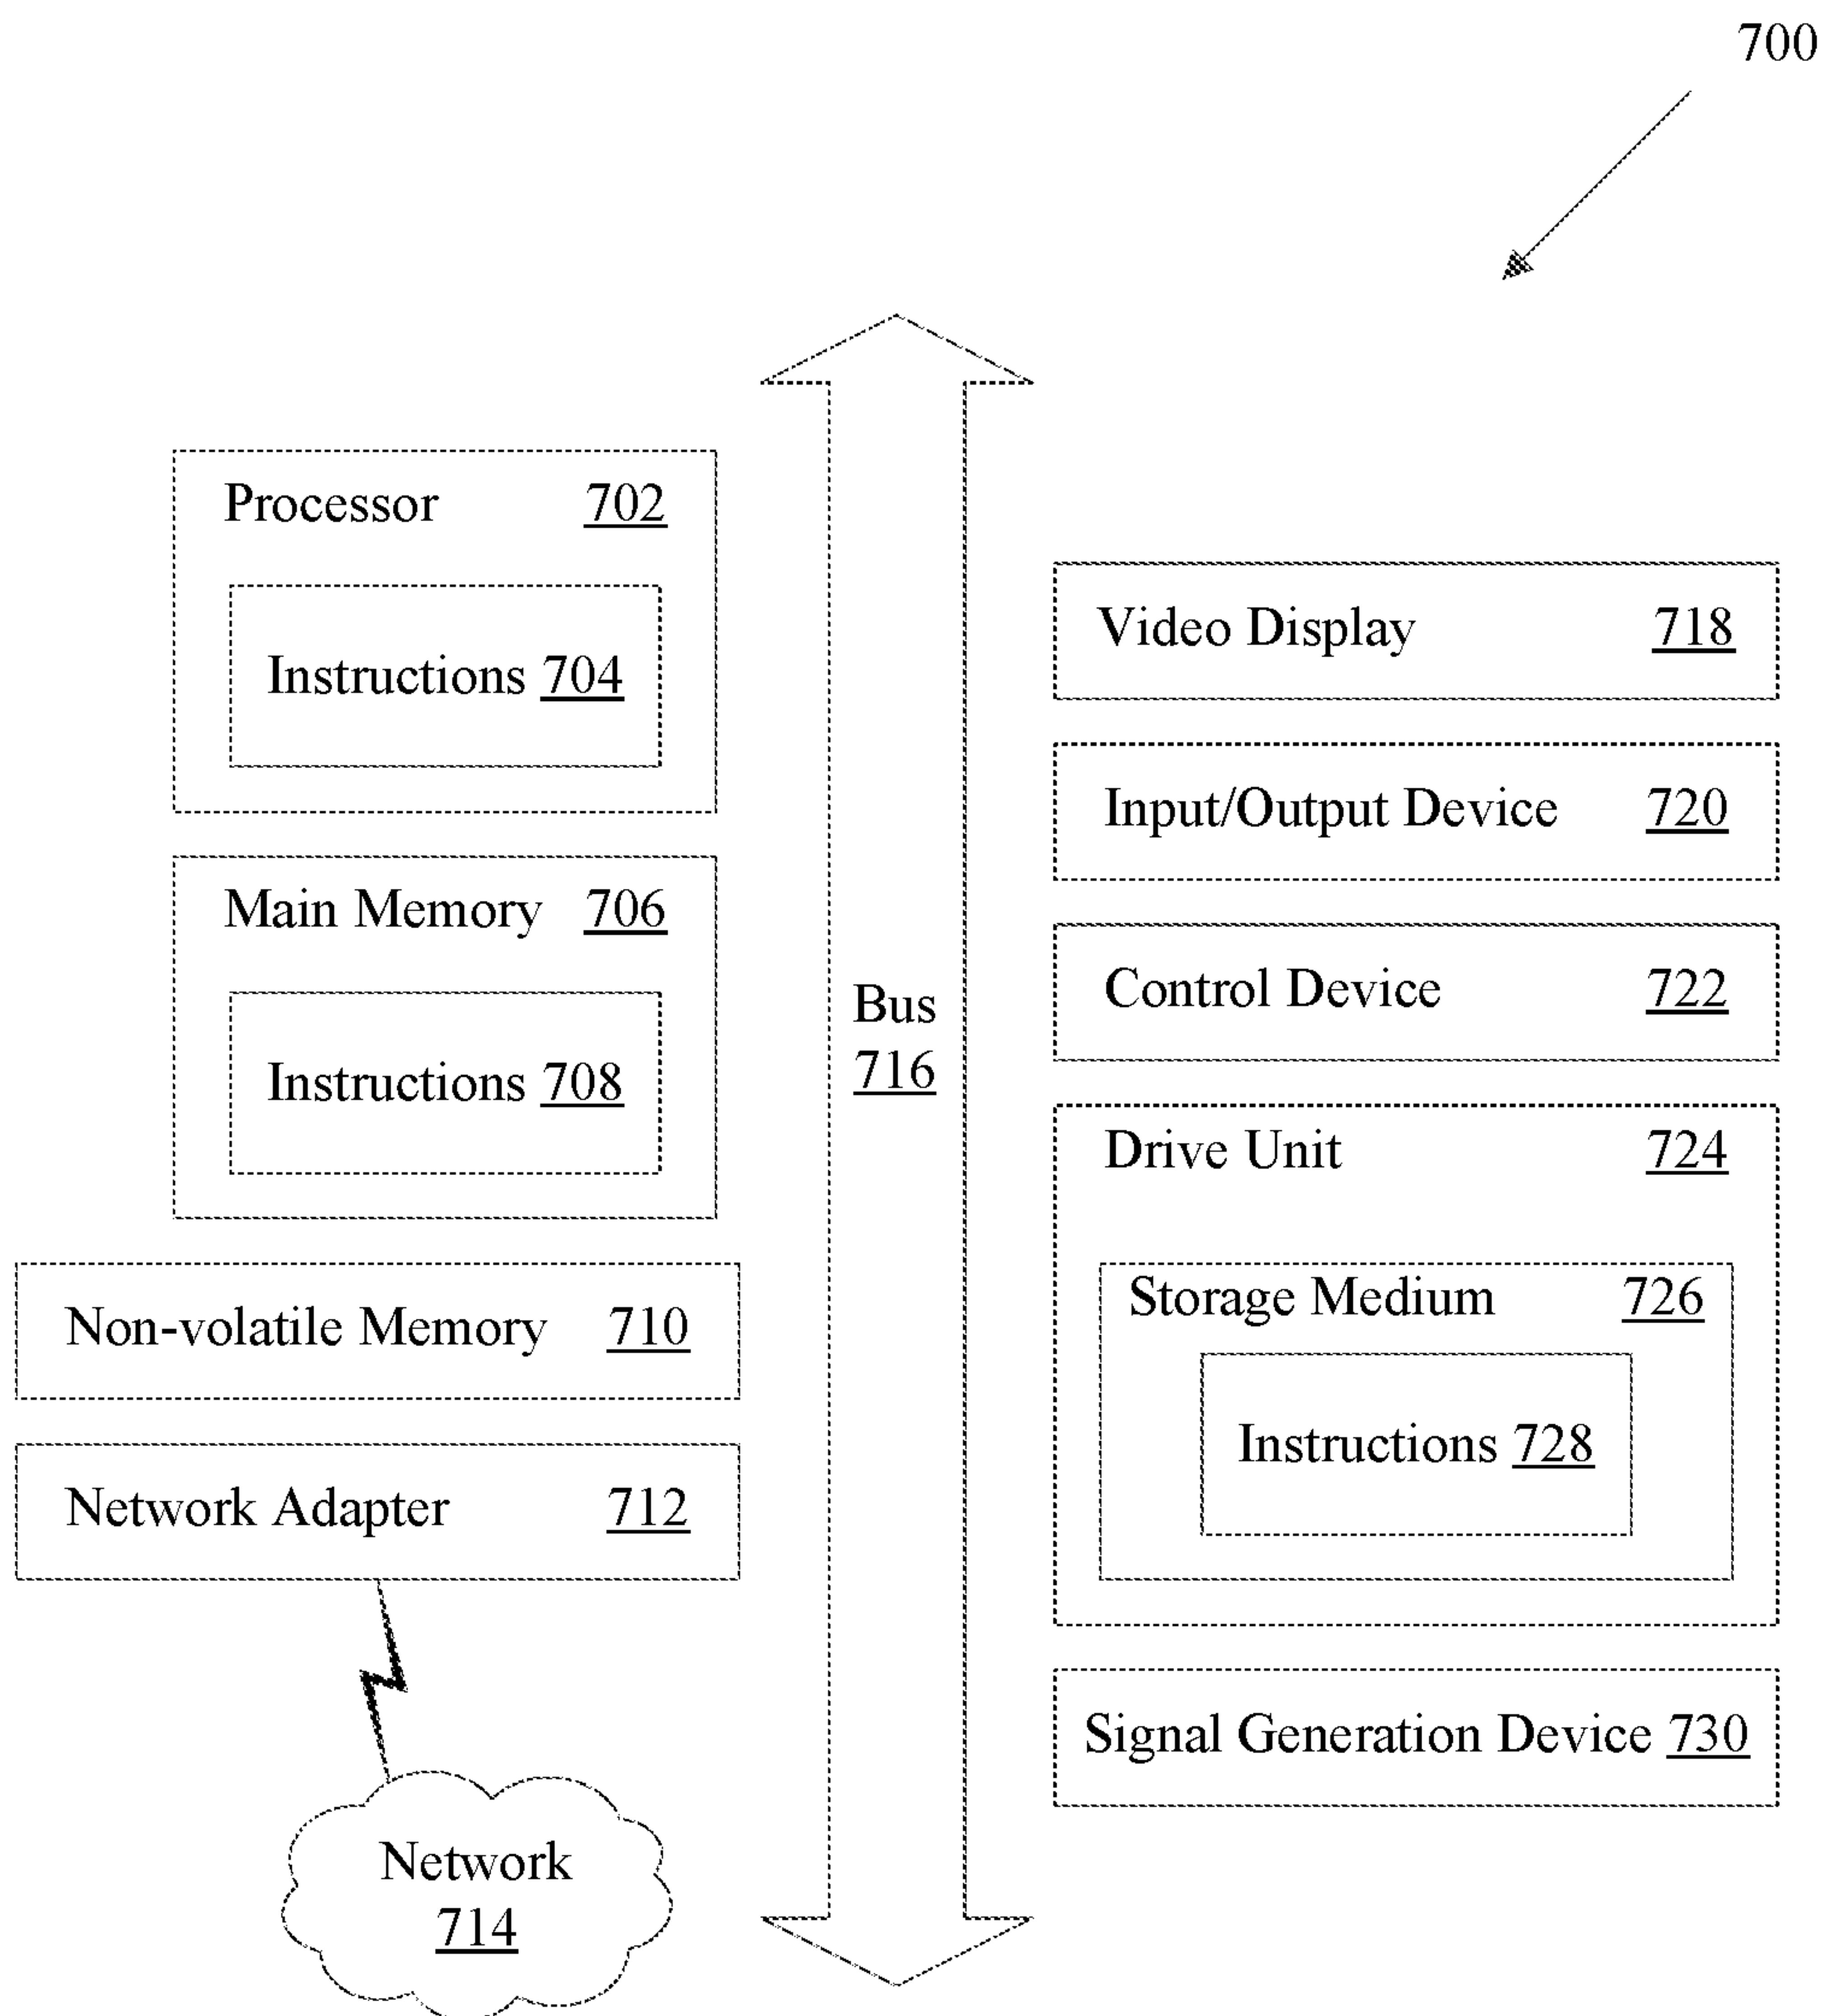 700
Processor 702
Instructions 704
Main Memory 706
Instructions 708
Non-volatile Memory 710
Network Adapter 712
Network
714
Bus
716
Video Display 718
Input/Output Device 720
Control Device 722
Drive Unit 724
Storage Medium 726
Instructions 728
Signal Generation Device 730